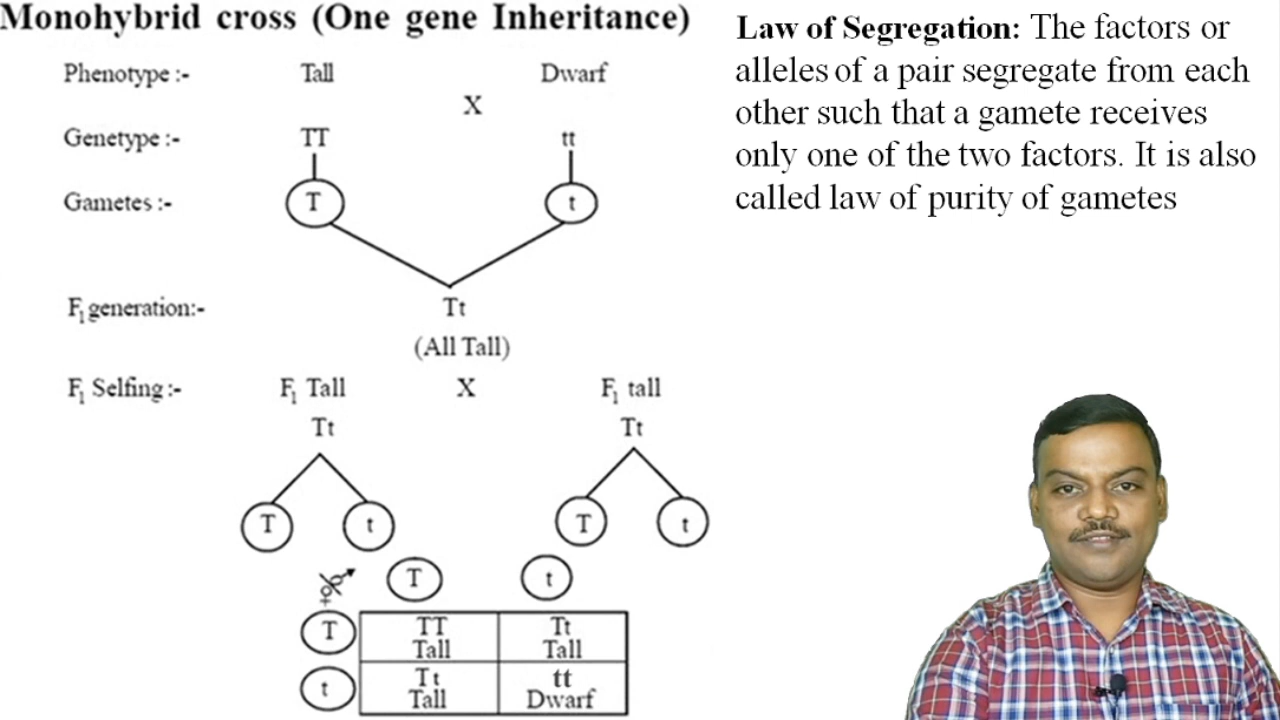 Monohybrid cross (One gene Inheritance)
Phenotype :- Tall Dwarf
X
Genetype :- TT tt
Gametes :- T t
F₁ generation:- Tt
(All Tall)
F₁ Selfing :- F₁ Tall X F₁ tall
Tt Tt
T t T t
T t
T TT Tt
Tall Tall
t Tt tt
Tall Dwarf
Law of Segregation: The factors or
alleles of a pair segregate from each
other such that a gamete receives
only one of the two factors. It is also
called law of purity of gametes